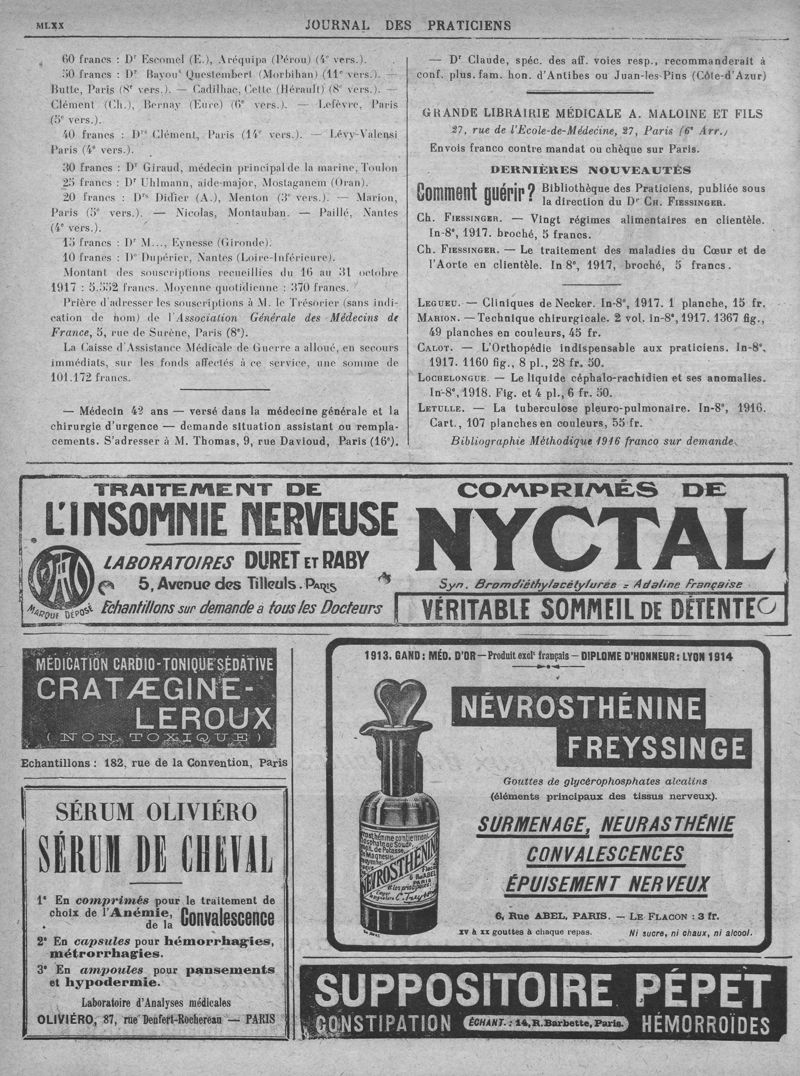 MLXX
JOURNAL DES PRATICIENS
60 francs : Dr Escomel (E.), Aréquipa (Pérou) (4e vers.).
50 francs : Drs Bayou, Questembert (Morbihan) (11e vers.). —
Butte, Paris (8e vers.). — Cadilhac, Cette (Hérault) (8e vers.). —
Clément (Ch.), Bernay (Eure) (6e vers.). — Lefèvre, Paris
(5e vers.).
40 francs : Drs Clément, Paris (14e vers.). — Lévy-Valensi
Paris (4e vers.).
30 francs : Dr Giraud, médecin principal de la marine, Toulon
25 francs : Dr Uhlmann, aide-major, Mostaganem (Oran).
20 francs : Drs Didier (A.), Menton (3e vers.). — Marion,
Paris (5e vers.). — Nicolas, Montauban. — Paillé, Nantes
(4e vers.).
15 francs : Dr M..., Eynesse (Gironde).
10 francs : De Dupérier, Nantes (Loire-Inférieure).
Montant des souscriptions recueillies du 16 au 31 octobre
1917 : 5.552 francs. Moyenne quotidienne : 370 francs.
Prière d'adresser les souscriptions à M. le Trésorier (sans indi-
cation de nom) de l'Association Générale des Médecins de
France, 5, rue de Surène, Paris (8e).
La Caisse d'Assistance Médicale de Guerre a alloué, en secours
immédiats, sur les fonds affectés à ce service, une somme de
101.172 francs.
— Médecin 42 ans — versé dans la médecine générale et la
chirurgie d'urgence — demande situation assistant ou rempla-
cements. S'adresser à M. Thomas, 9, rue Davioud, Paris (16e).
— Dr Claude, spéc. des aff. voies resp., recommanderait à
conf. plus. fam. hon. d'Antibes ou Juan-les-Pins (Côte-d'Azur)
GRANDE LIBRAIRIE MÉDICALE A. MALOINE ET FILS
27, rue de l'Ecole-de-Médecine, 27, Paris (6e Arr.)
Envois franco contre mandat ou chèque sur Paris.
DERNIÈRES NOUVEAUTÉS
Comment guérir? Bibliothèque des Praticiens, publiée sous
la direction du Dr CH. FIESSINGER.
CH. FIESSINGER. — Vingt régimes alimentaires en clientèle.
In-8e, 1917. broché, 5 francs.
CH. FIESSINGER. — Le traitement des maladies du Cœur et de
l'Aorte en clientèle. In 8e, 1917, broché, 5 francs.
LEGUEU. — Cliniques de Necker. In-8e, 1917. 1 planche, 15 fr.
MARION. — Technique chirurgicale. 2 vol. in-8e, 1917. 1367 fig.,
49 planches en couleurs, 45 fr.
CALOT. — L'Orthopédie indispensable aux praticiens. In-8e,
1917. 1160 fig., 8 pl., 28 fr. 50.
LOCHELONGUE. — Le liquide céphalo-rachidien et ses anomalies.
In-8e, 1918. Fig. et 4 pl., 6 fr. 50.
LETULLE. — La tuberculose pleuro-pulmonaire. In-8e, 1916.
Cart., 107 planches en couleurs, 55 fr.
Bibliographie Méthodique 1916 franco sur demande.
TRAITEMENT DE
L'INSOMNIE NERVEUSE
LABORATOIRES DURET ET RABY
5, Avenue des Tilleuls. PARIS
MARQUE DÉPOSÉ
Echantillons sur demande à tous les Docteurs
COMPRIMÉS DE
NYCTAL
Syn. Bromdiéthylacétylurée = Adaline Française
VÉRITABLE SOMMEIL DE DÉTENTE
MÉDICATION CARDIO-TONIQUE SÉDATIVE
CRATÆGINE-
LEROUX
(NON TOXIQUE)
Echantillons : 182, rue de la Convention, Paris
SÉRUM OLIVIÉRO
SÉRUM DE CHEVAL
1e En comprimés pour le traitement de
choix de l'Anémie, de la Convalescence
2e En capsules pour hémorrhagies,
métrorrhagies.
3e En ampoules pour pansements
et hypodermie.
Laboratoire d'Analyses médicales
OLIVIÉRO, 87, rue Denfert-Rochereau — PARIS
1913. GAND: MÉD. D'OR — Produit exclt français — DIPLOME D'HONNEUR: LYON 1914
NÉVROSTHÉNINE
FREYSSINGE
Gouttes de glycérophosphates alcalins
(éléments principaux des tissus nerveux).
SURMENAGE, NEURASTHÉNIE
CONVALESCENCES
ÉPUISEMENT NERVEUX
6, Rue ABEL, PARIS. — LE FLACON : 3 fr.
XV à XX gouttes à chaque repas.
Ni sucre, ni chaux, ni alcool.
NEVROSTHÉNINE
SUPPOSITOIRE PÉPET
CONSTIPATION ÉCHANT.: 14, R. Barbette, Paris. HÉMORROÏDES